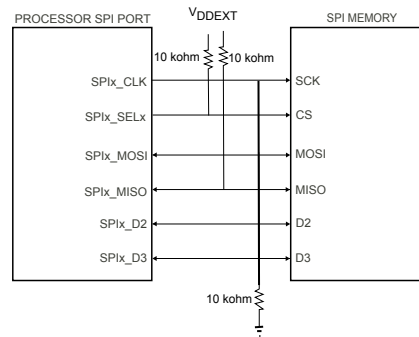 PROCESSOR SPI PORT
VDDEXT
SPI MEMORY
10 kohm
10 kohm
SPIx_CLK
SCK
SPIx_SELx
CS
SPIx_MOSI
MOSI
SPIx_MISO
MISO
SPIx_D2
D2
SPIx_D3
D3
10 kohm